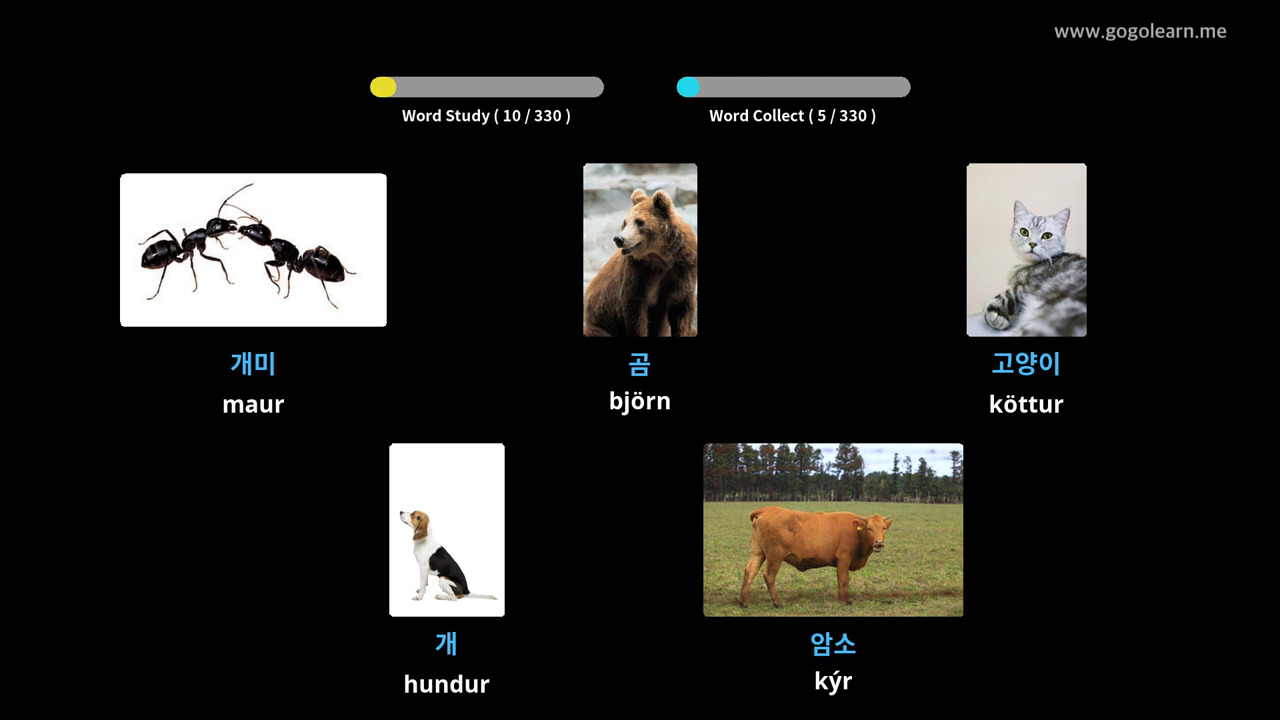 www.gogolearn.me
Word Study ( 10 / 330 )
Word Collect ( 5 / 330 )
개미
maur
곰
björn
고양이
köttur
개
hundur
암소
kýr